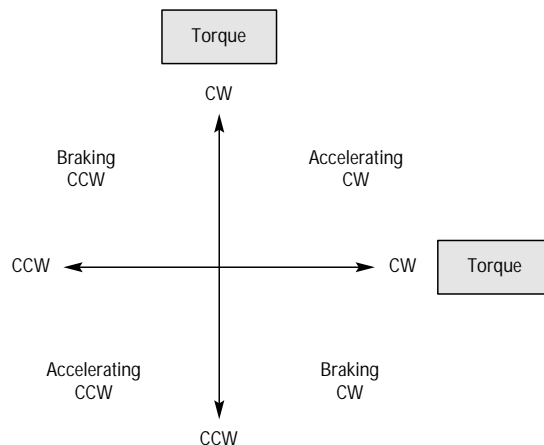 Torque
CW
Braking
CCW
Accelerating
CW
CCW
CW
Torque
Accelerating
CCW
Braking
CW
CCW